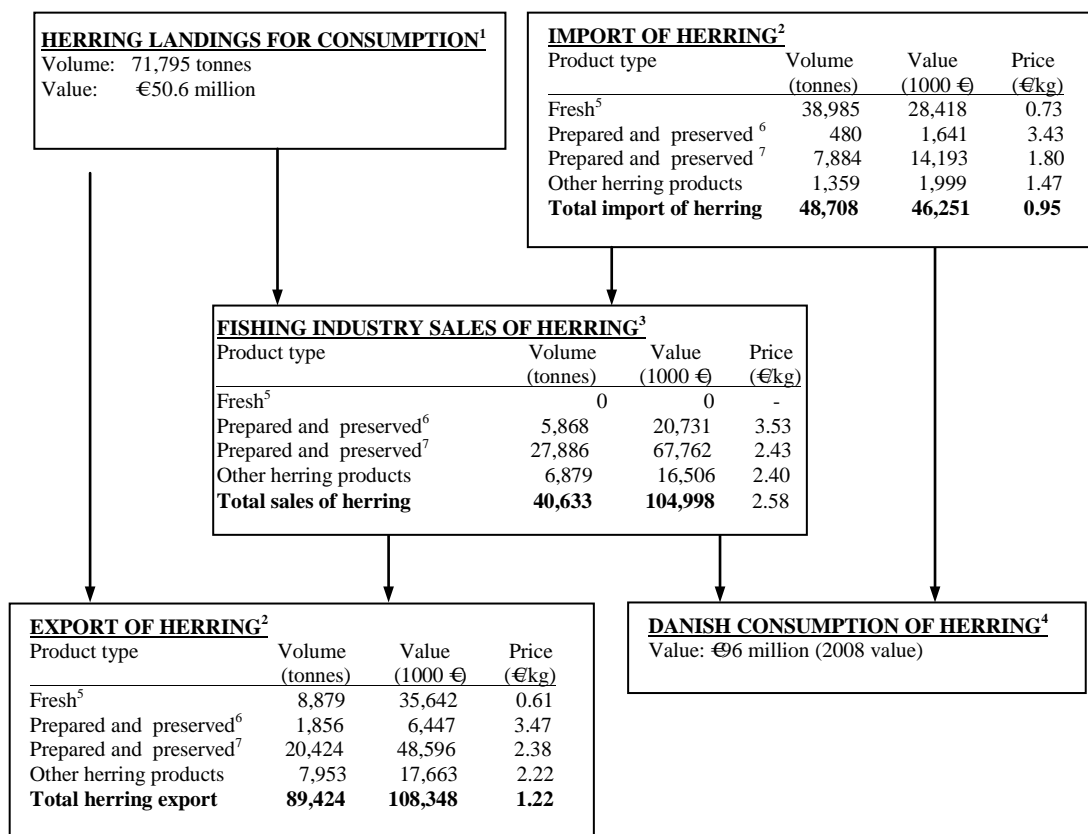 HERRING LANDINGS FOR CONSUMPTION¹
Volume: 71,795 tonnes
Value: €50.6 million
IMPORT OF HERRING²
Product type Volume Value Price
(tonnes) (1000 €) (€/kg)
Fresh⁵ 38,985 28,418 0.73
Prepared and preserved ⁶ 480 1,641 3.43
Prepared and preserved ⁷ 7,884 14,193 1.80
Other herring products 1,359 1,999 1.47
Total import of herring 48,708 46,251 0.95
FISHING INDUSTRY SALES OF HERRING³
Product type Volume Value Price
(tonnes) (1000 €) (€/kg)
Fresh⁵ 0 0 -
Prepared and preserved⁶ 5,868 20,731 3.53
Prepared and preserved⁷ 27,886 67,762 2.43
Other herring products 6,879 16,506 2.40
Total sales of herring 40,633 104,998 2.58
EXPORT OF HERRING²
Product type Volume Value Price
(tonnes) (1000 €) (€/kg)
Fresh⁵ 8,879 35,642 0.61
Prepared and preserved⁶ 1,856 6,447 3.47
Prepared and preserved⁷ 20,424 48,596 2.38
Other herring products 7,953 17,663 2.22
Total herring export 89,424 108,348 1.22
DANISH CONSUMPTION OF HERRING⁴
Value: €96 million (2008 value)